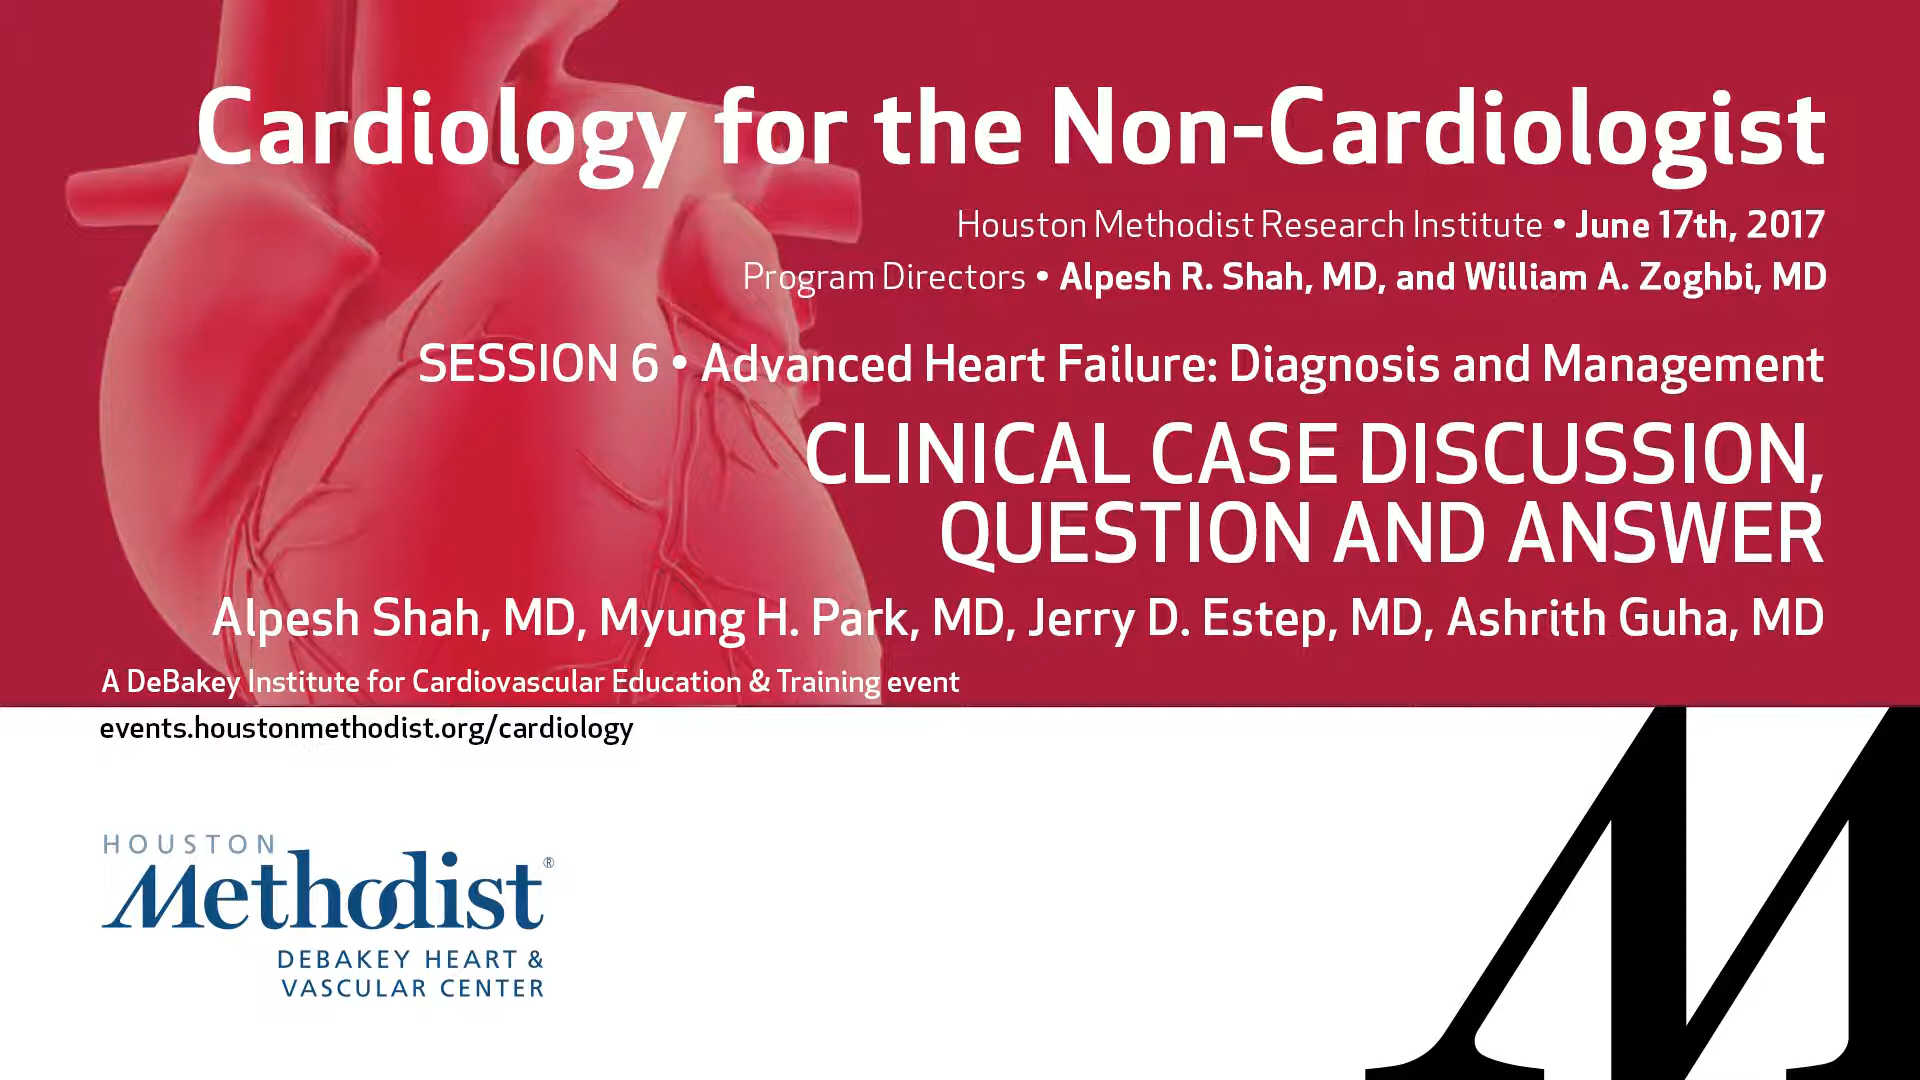 Cardiology for the Non-Cardiologist
Houston Methodist Research Institute • June 17th, 2017
Program Directors • Alpesh R. Shah, MD, and William A. Zoghbi, MD
SESSION 6 • Advanced Heart Failure: Diagnosis and Management
CLINICAL CASE DISCUSSION,
QUESTION AND ANSWER
Alpesh Shah, MD, Myung H. Park, MD, Jerry D. Estep, MD, Ashrith Guha, MD
A DeBakey Institute for Cardiovascular Education & Training event
events.houstonmethodist.org/cardiology
HOUSTON
Methodist®
DEBAKEY HEART &
VASCULAR CENTER
M